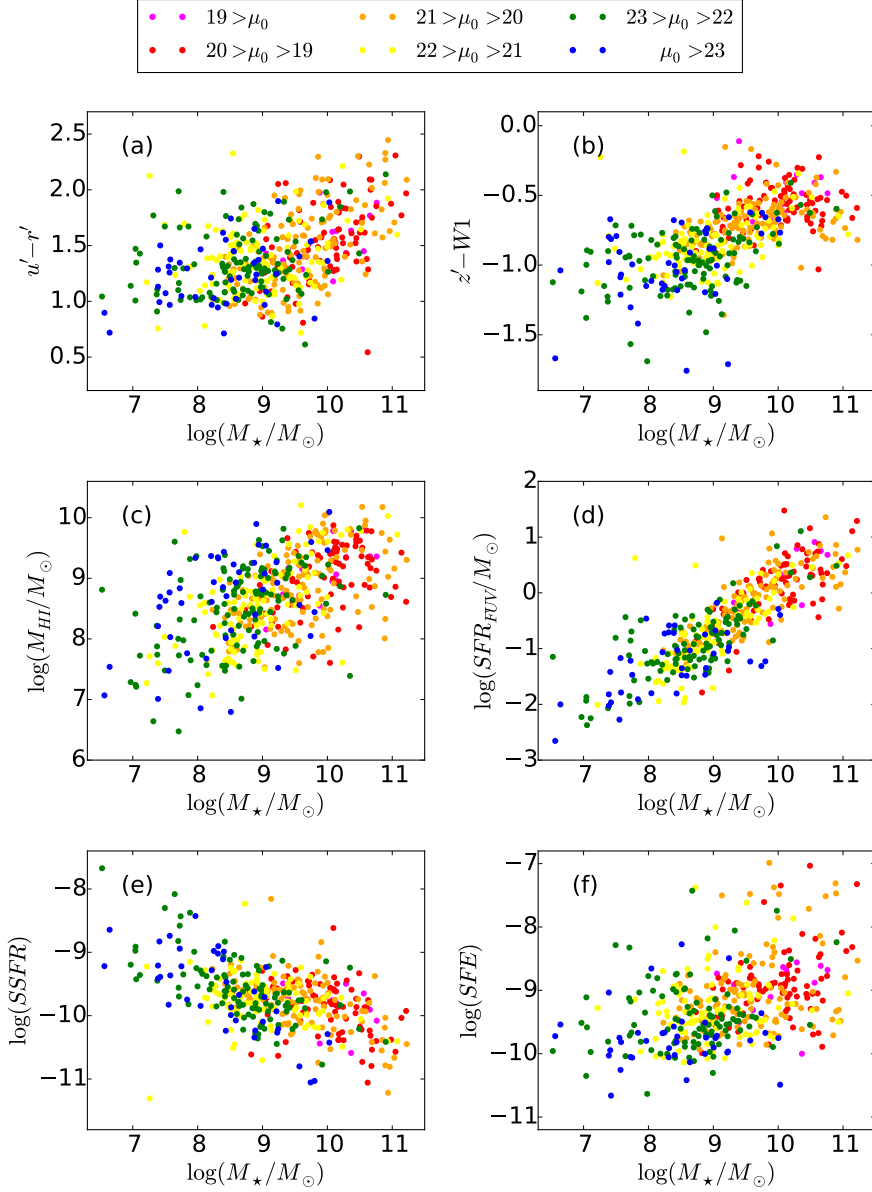 19 > μ₀ 21 > μ₀ > 20 23 > μ₀ > 22
20 > μ₀ > 19 22 > μ₀ > 21 μ₀ > 23
(a)
2.5
2.0
1.5
1.0
0.5
u′−r′
7 8 9 10 11
log(M⋆/M⊙)
(b)
0.0
−0.5
−1.0
−1.5
z′−W1
7 8 9 10 11
log(M⋆/M⊙)
(c)
10
9
8
7
6
log(M_HI/M⊙)
7 8 9 10 11
log(M⋆/M⊙)
(d)
2
1
0
−1
−2
−3
log(SFR_FUV/M⊙)
7 8 9 10 11
log(M⋆/M⊙)
(e)
−8
−9
−10
−11
log(SSFR)
7 8 9 10 11
log(M⋆/M⊙)
(f)
−7
−8
−9
−10
−11
log(SFE)
7 8 9 10 11
log(M⋆/M⊙)